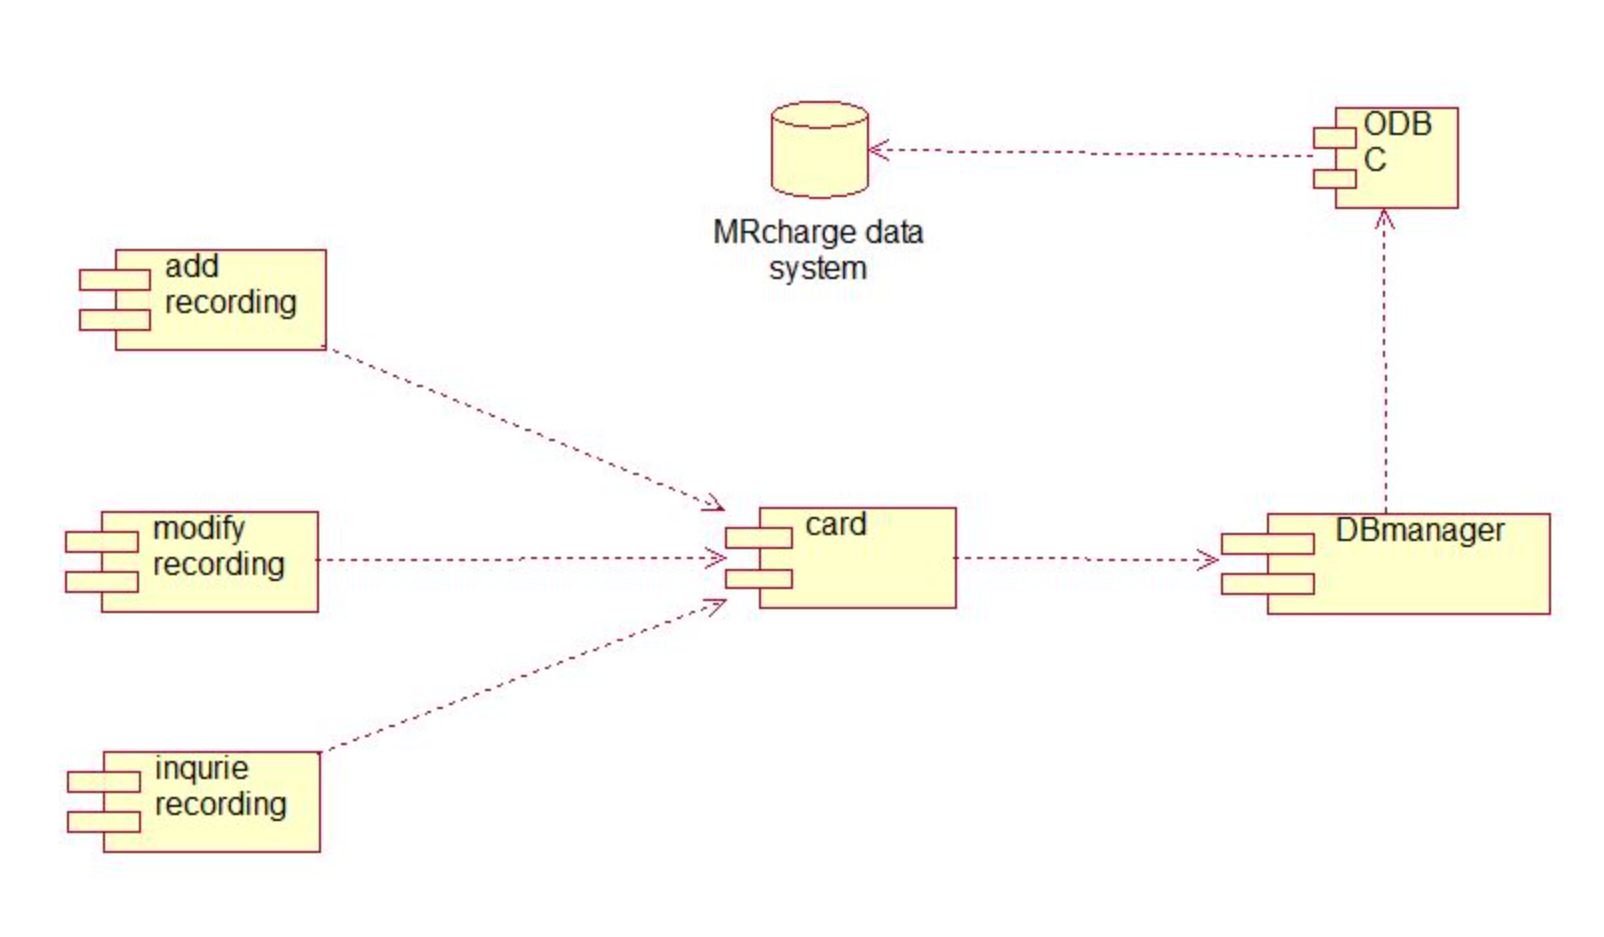 ODB
C
MRcharge data
system
add
recording
modify
recording
card
DBmanager
inqurie
recording